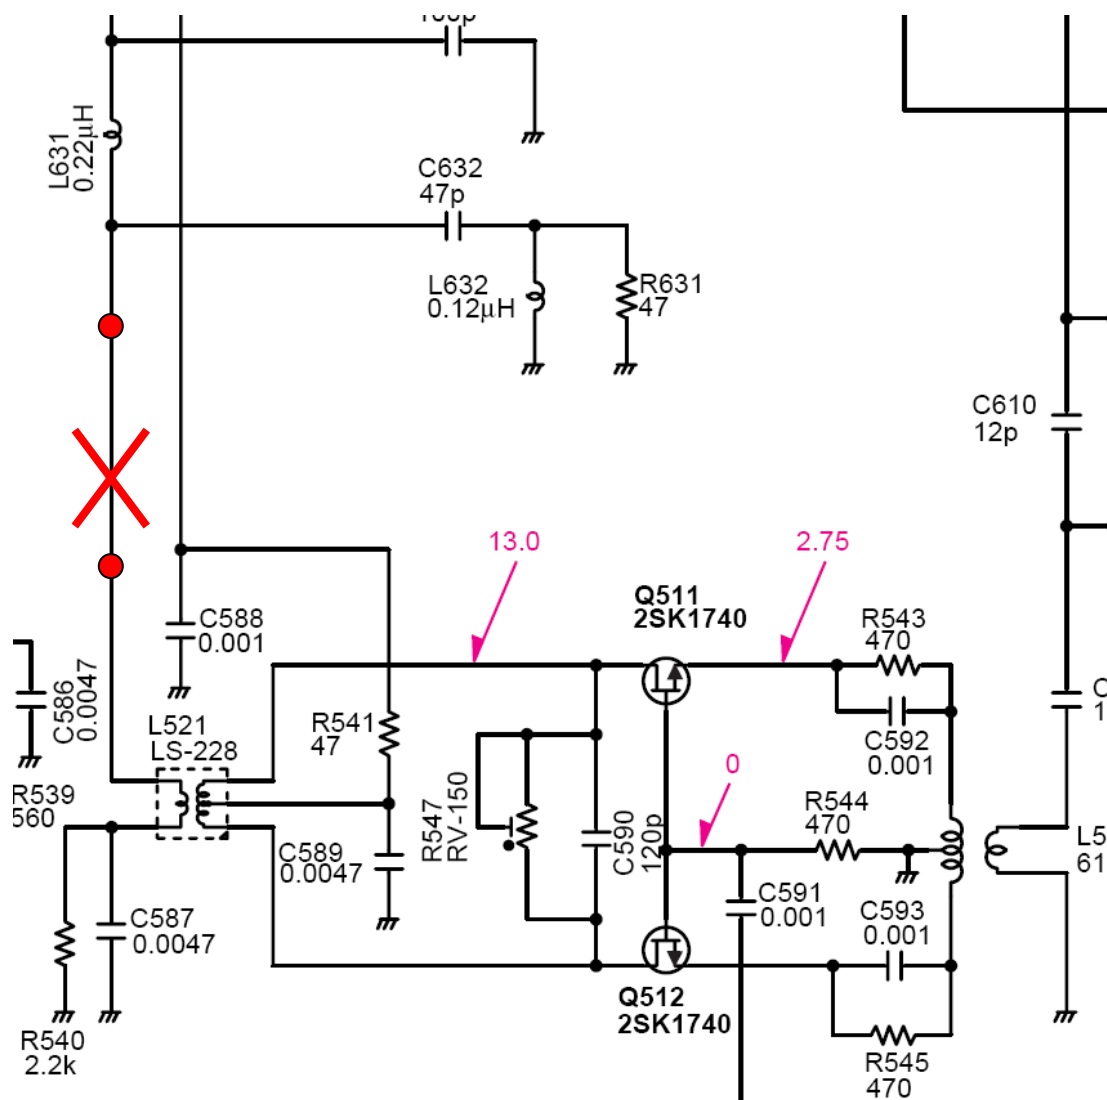 L631
0.22µH
C632
47p
L632
0.12µH
R631
47
C610
12p
13.0
2.75
Q511
2SK1740
R543
470
C588
0.001
C586
0.0047
L521
LS-228
R541
47
C592
0.001
0
R539
560
R547
RV-150
C590
120p
R544
470
C589
0.0047
C591
0.001
C593
0.001
C587
0.0047
Q512
2SK1740
R540
2.2k
R545
470
C
1
L5
61